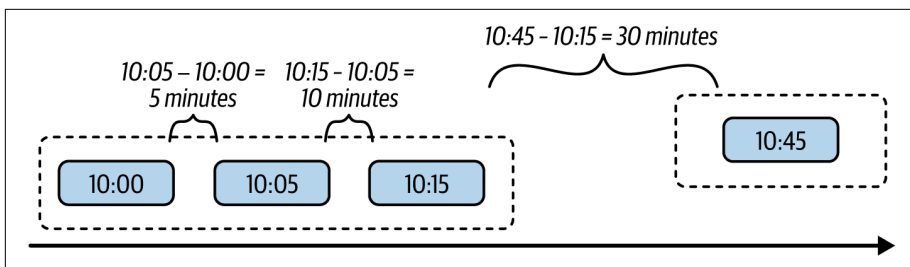 10:45 - 10:15 = 30 minutes
10:05 – 10:00 =
5 minutes
10:15 - 10:05 =
10 minutes
10:45
10:00
10:05
10:15